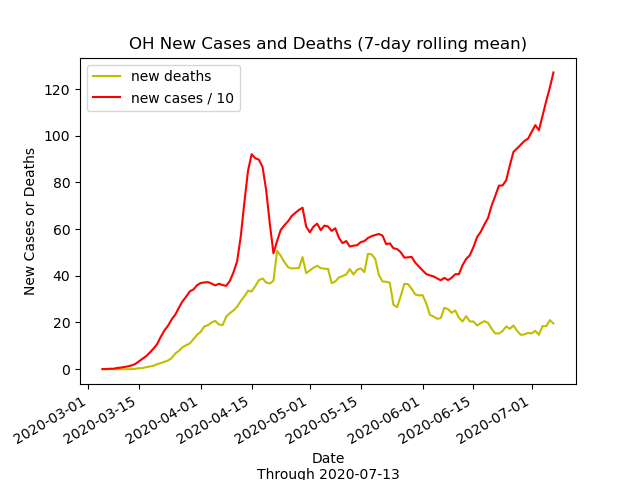 OH New Cases and Deaths (7-day rolling mean)
new deaths
new cases / 10
New Cases or Deaths
120
100
80
60
40
20
0
2020-03-01
2020-03-15
2020-04-01
2020-04-15
2020-05-01
2020-05-15
2020-06-01
2020-06-15
2020-07-01
Date
Through 2020-07-13